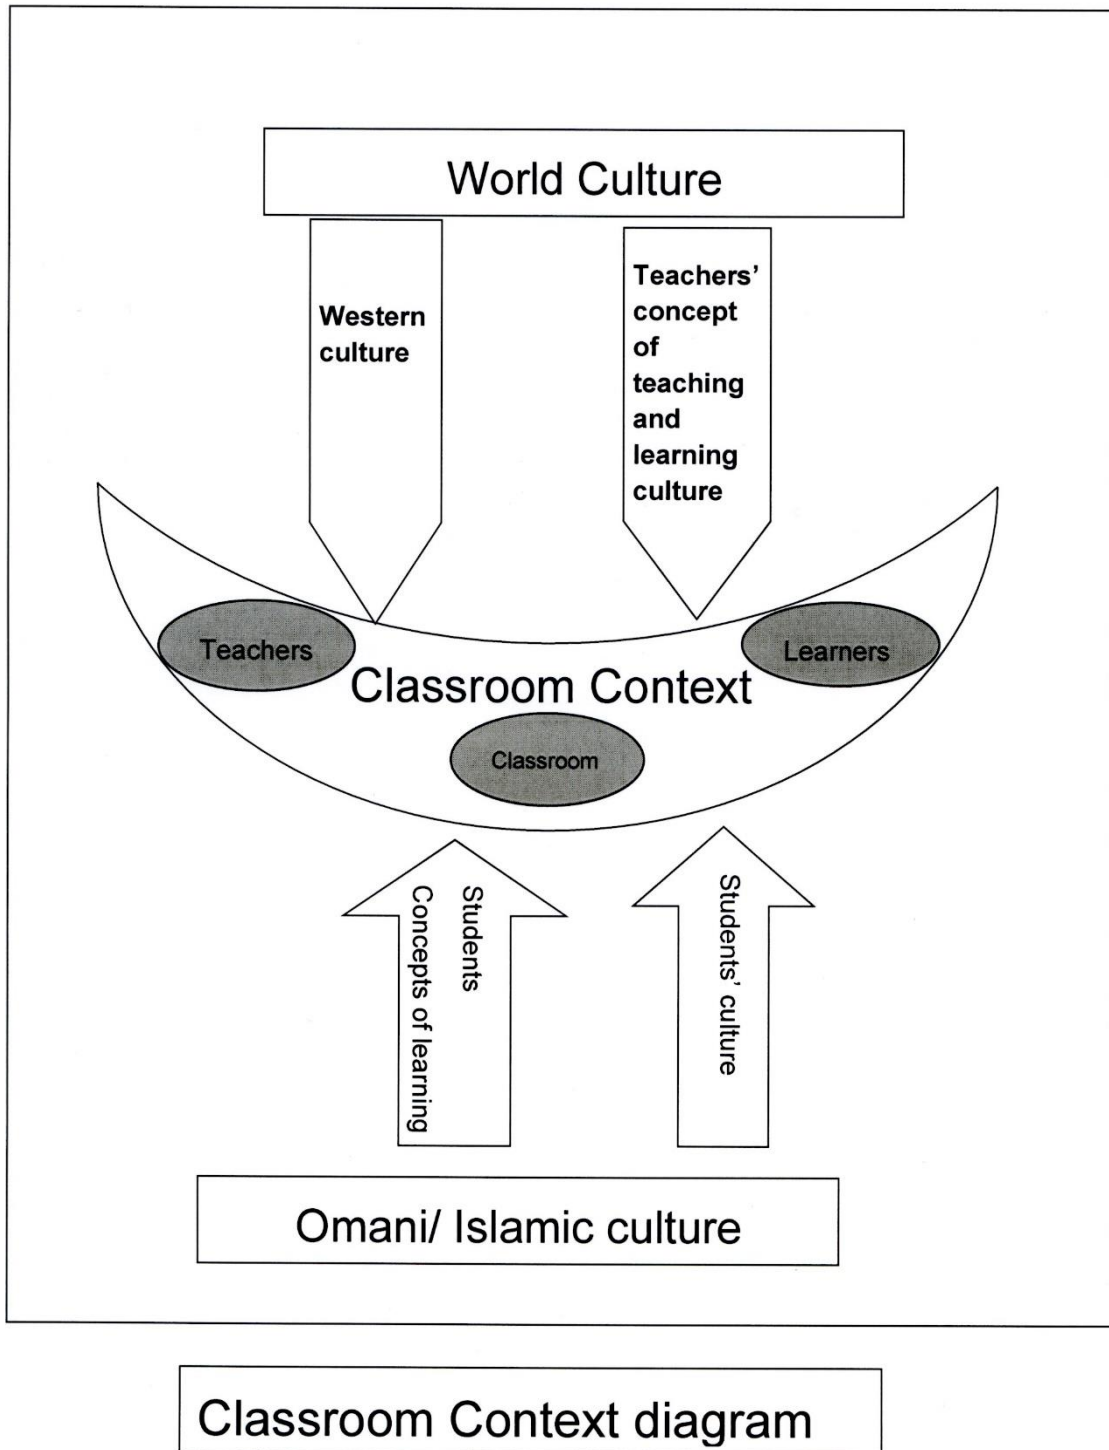 World Culture
Western
culture
Teachers’
concept
of
teaching
and
learning
culture
Teachers
Learners
Classroom Context
Classroom
Students
Concepts of learning
Students’ culture
Omani/ Islamic culture
Classroom Context diagram